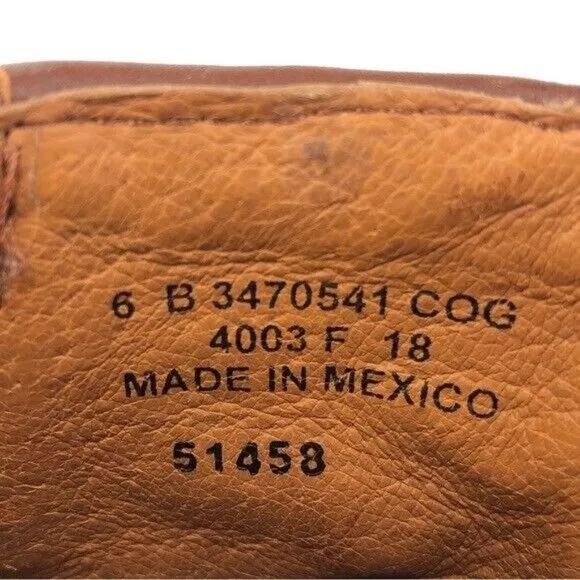 6 B 3470541 COG
4003 F 18
MADE IN MEXICO
51458